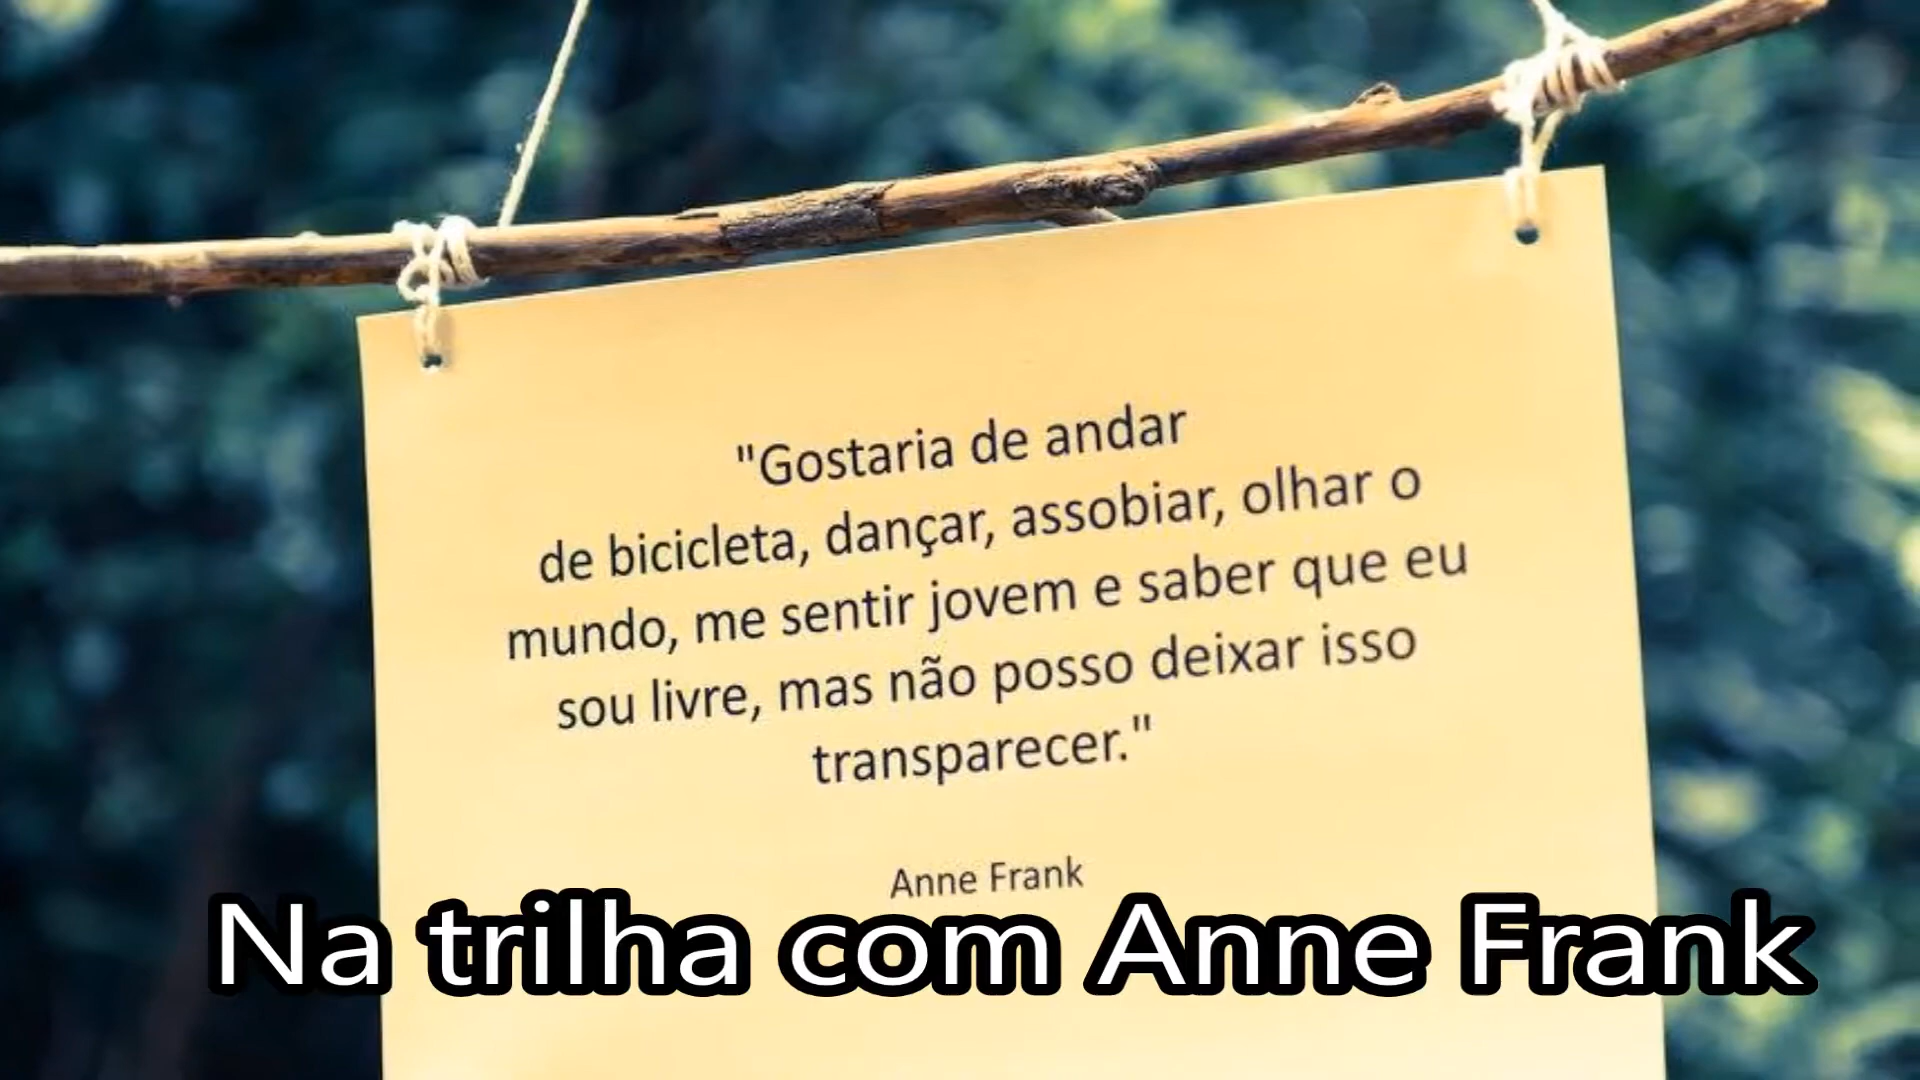 "Gostaria de andar
de bicicleta, dançar, assobiar, olhar o
mundo, me sentir jovem e saber que eu
sou livre, mas não posso deixar isso
transparecer."
Anne Frank
Na trilha com Anne Frank